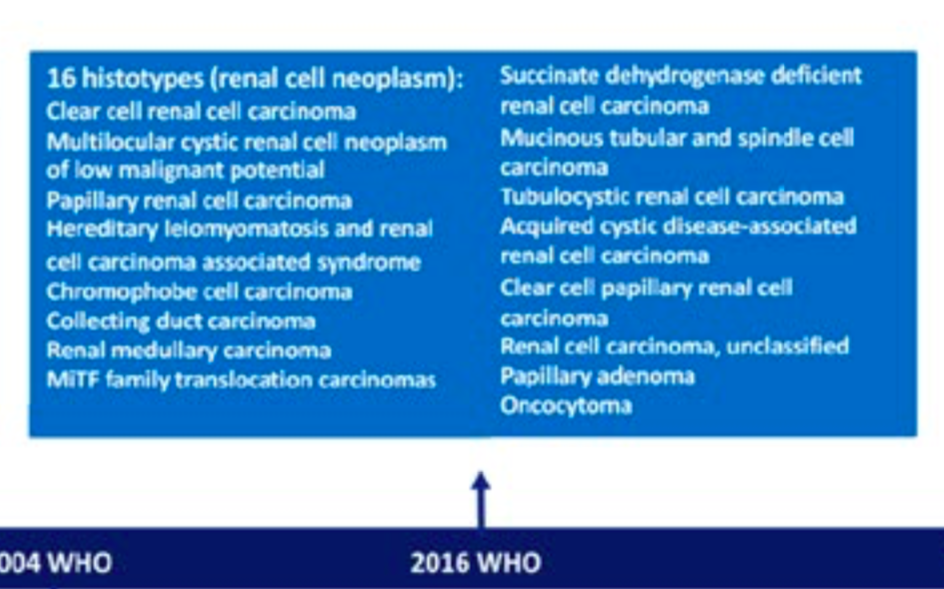 16 histotypes (renal cell neoplasm):
Clear cell renal cell carcinoma
Multilocular cystic renal cell neoplasm
of low malignant potential
Papillary renal cell carcinoma
Hereditary leiomyomatosis and renal
cell carcinoma associated syndrome
Chromophobe cell carcinoma
Collecting duct carcinoma
Renal medullary carcinoma
MiTF family translocation carcinomas
Succinate dehydrogenase deficient
renal cell carcinoma
Mucinous tubular and spindle cell
carcinoma
Tubulocystic renal cell carcinoma
Acquired cystic disease-associated
renal cell carcinoma
Clear cell papillary renal cell
carcinoma
Renal cell carcinoma, unclassified
Papillary adenoma
Oncocytoma
004 WHO
2016 WHO